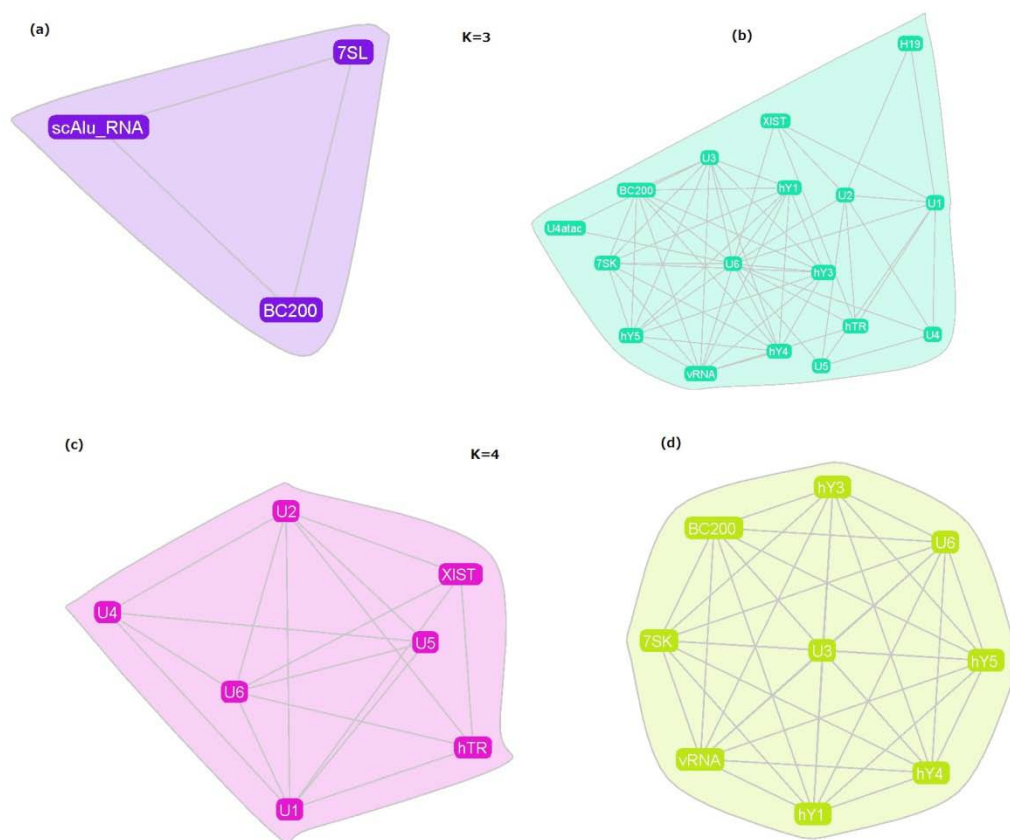 (a)
K=3
7SL
scAlu_RNA
BC200
(b)
H19
XIST
U3
BC200
hY1
U2
U1
U4atac
7SK
U6
hY3
hTR
hY5
U4
hY4
U5
vRNA
(c)
K=4
U2
XIST
U4
U5
U6
hTR
U1
(d)
hY3
BC200
U6
7SK
U3
hY5
vRNA
hY4
hY1